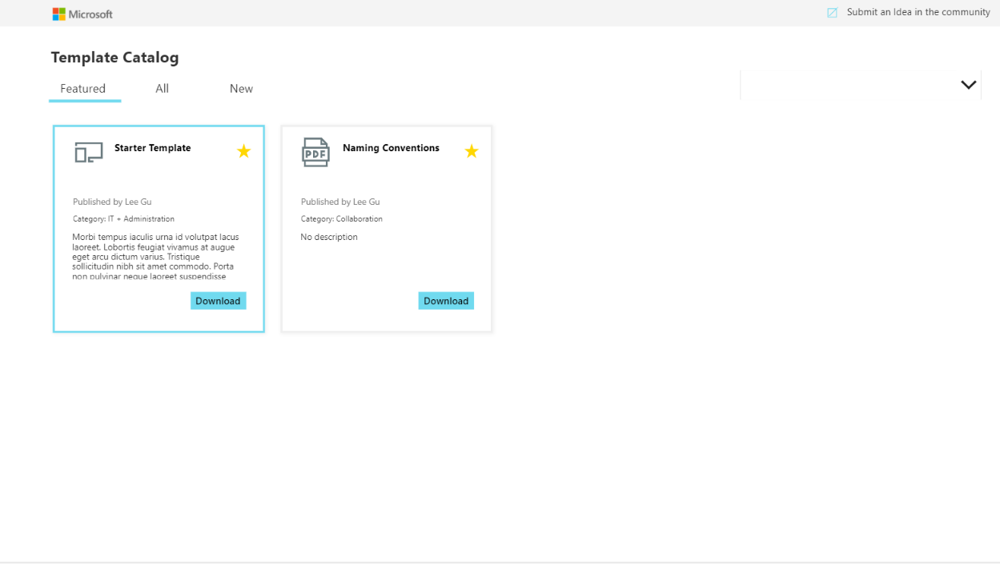 Microsoft
Submit an Idea in the community
Template Catalog
Featured
All
New
Starter Template
Published by Lee Gu
Category: IT + Administration
Morbi tempus iaculis urna id volutpat lacus
laoreet. Lobortis feugiat vivamus at augue
eget arcu dictum varius. Tristique
sollicitudin nibh sit amet commodo. Porta
non pulvinar neque laoreet suspendisse
Download
PDF
Naming Conventions
Published by Lee Gu
Category: Collaboration
No description
Download